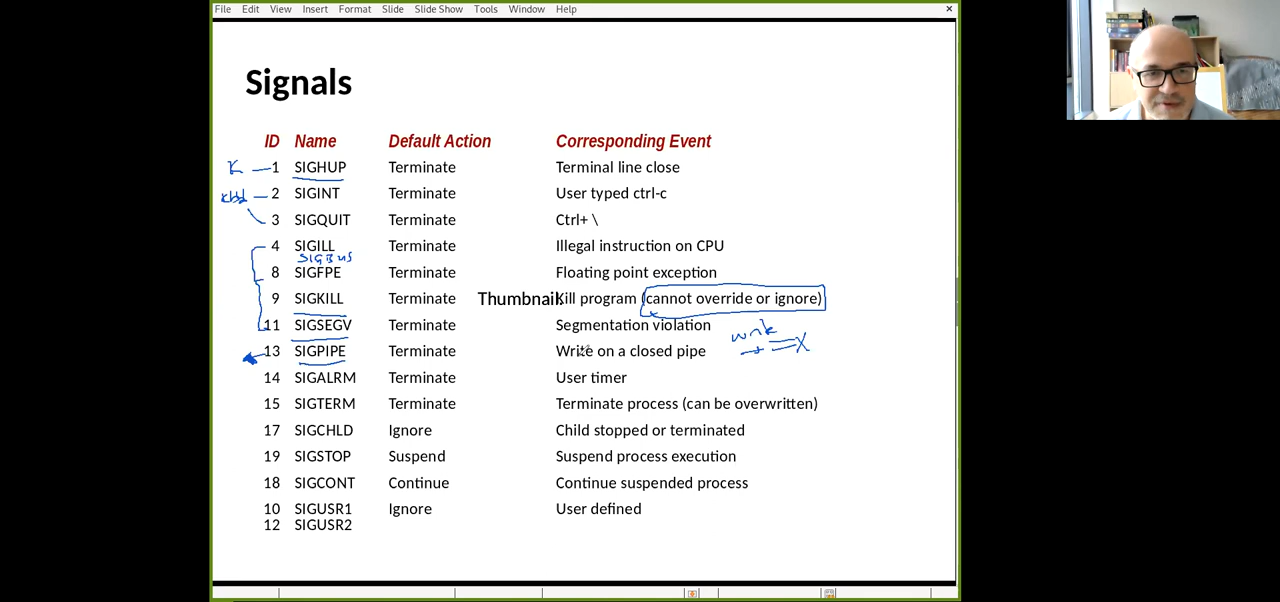 File Edit View Insert Format Slide Slide Show Tools Window Help ×
Signals
ID Name Default Action Corresponding Event
K 1 SIGHUP Terminate Terminal line close
kbd 2 SIGINT Terminate User typed ctrl-c
3 SIGQUIT Terminate Ctrl+ \
4 SIGILL Terminate Illegal instruction on CPU
SIGBUS
8 SIGFPE Terminate Floating point exception
9 SIGKILL Terminate Thumbnail Kill program (cannot override or ignore)
11 SIGSEGV Terminate Segmentation violation
write
13 SIGPIPE Terminate Write on a closed pipe X
14 SIGALRM Terminate User timer
15 SIGTERM Terminate Terminate process (can be overwritten)
17 SIGCHLD Ignore Child stopped or terminated
19 SIGSTOP Suspend Suspend process execution
18 SIGCONT Continue Continue suspended process
10 SIGUSR1 Ignore User defined
12 SIGUSR2